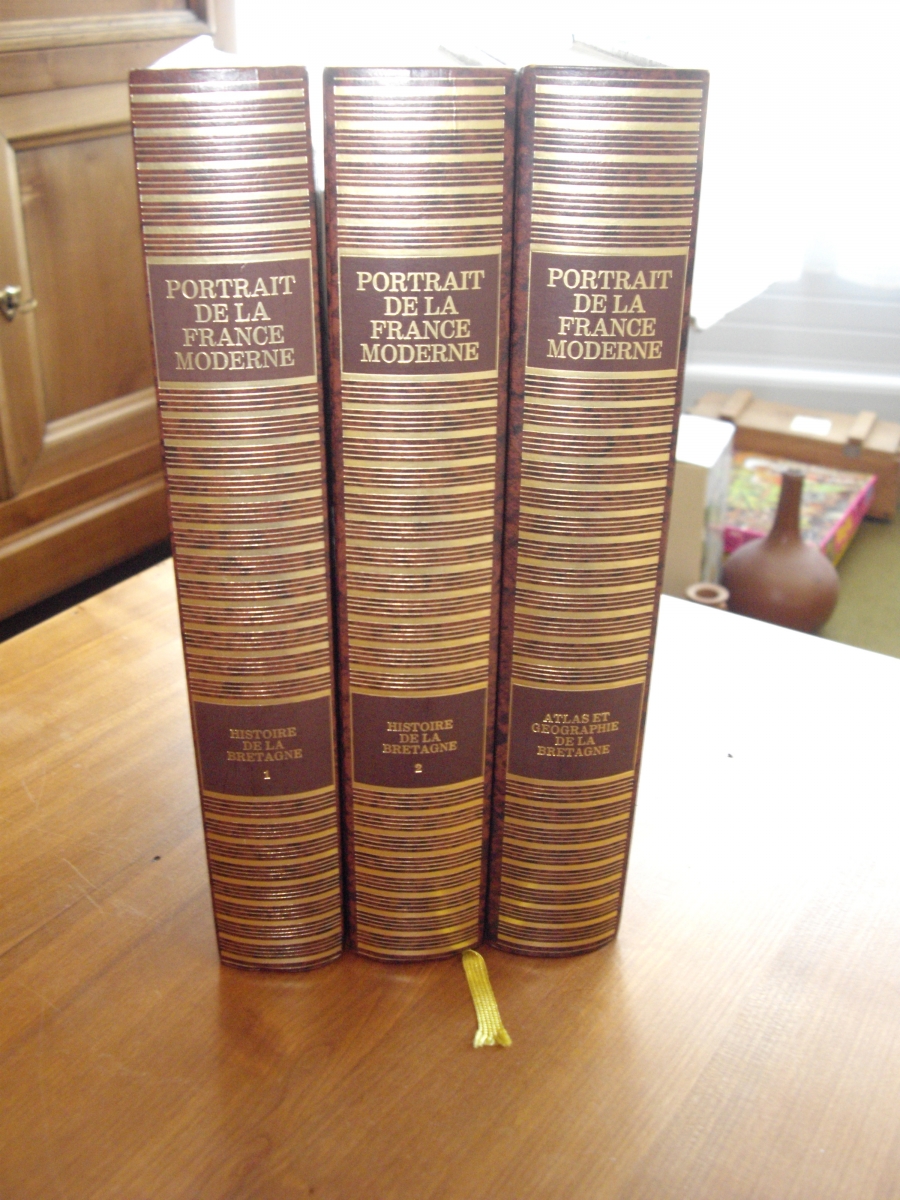 PORTRAIT
DE LA
FRANCE
MODERNE
HISTOIRE
DE LA
BRETAGNE
1
PORTRAIT
DE LA
FRANCE
MODERNE
HISTOIRE
DE LA
BRETAGNE
2
PORTRAIT
DE LA
FRANCE
MODERNE
ATLAS ET
GÉOGRAPHIE
DE LA
BRETAGNE